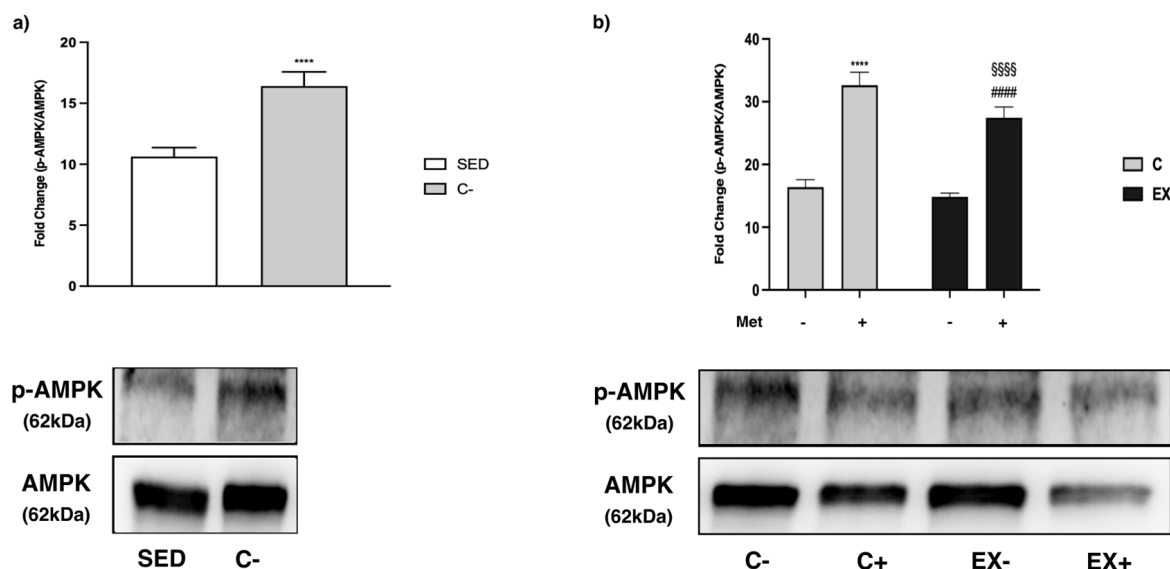 a)
Fold Change (p-AMPK/AMPK)
20
15
10
5
0
****
SED
C-
p-AMPK
(62kDa)
AMPK
(62kDa)
SED C-
b)
Fold Change (p-AMPK/AMPK)
40
30
20
10
0
****
§§§§
####
C
EX
Met - + - +
p-AMPK
(62kDa)
AMPK
(62kDa)
C- C+ EX- EX+